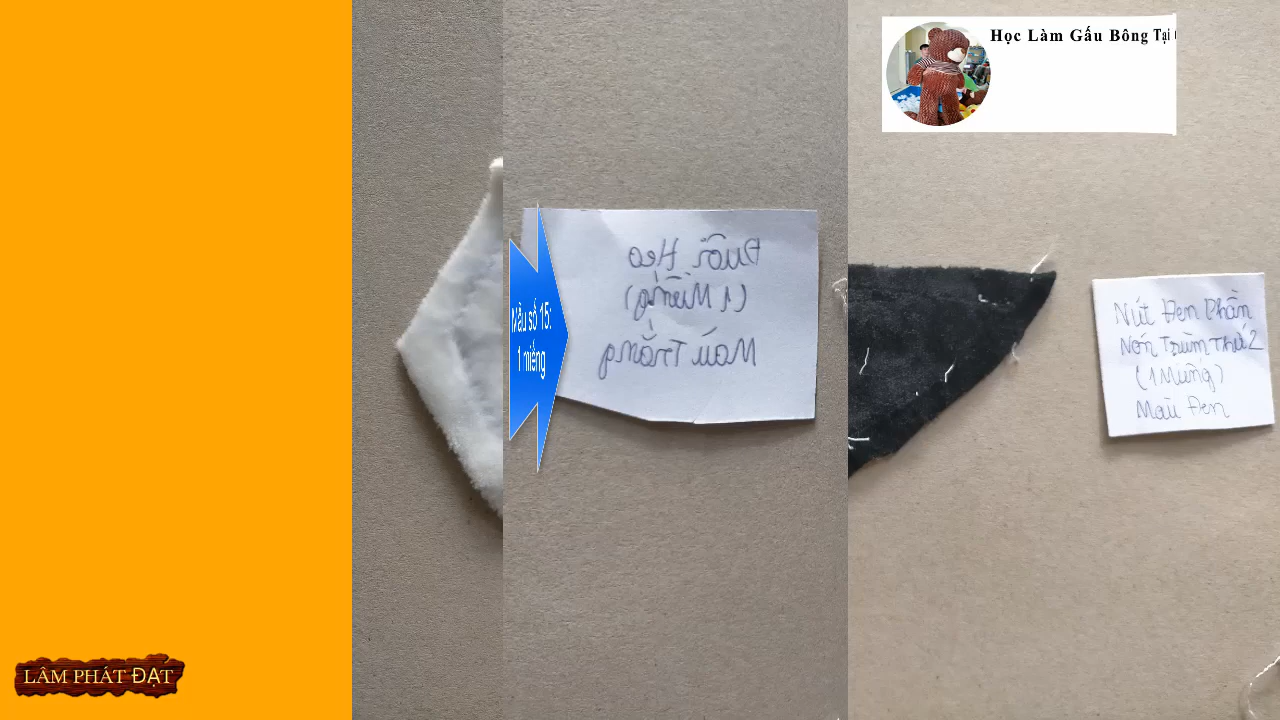 Học Làm Gấu Bông Tại
Mẫu số 15:
1 miếng
Đuôi Heo
(1 Miếng)
Màu Trắng
Nút Đen Phần
Nón Trùm Thứ 2
(1 Miếng)
Màu Đen
LÂM PHÁT ĐẠT